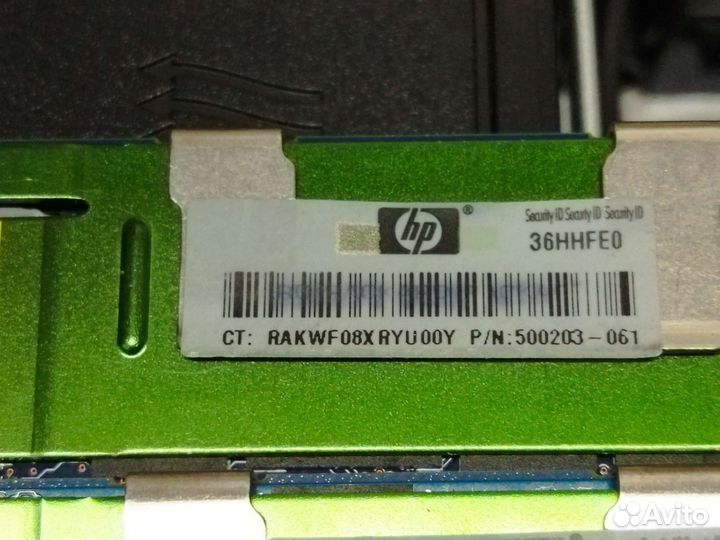 hp ®
Security ID Security ID Security ID
36HHFE0
CT: RAKWF08XRYU00Y P/N:500203-061
Avito